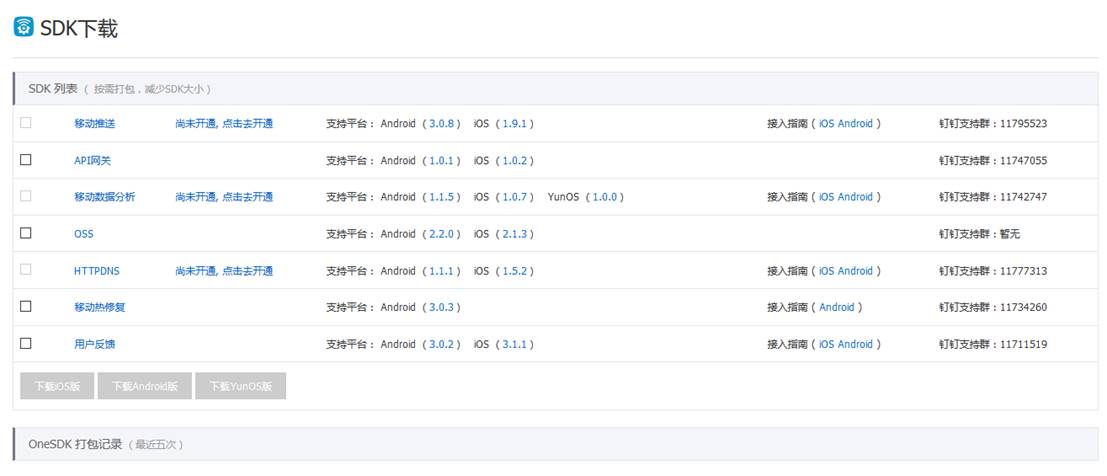 SDK下载
SDK 列表 （ 按需打包，减少SDK大小 ）
移动推送 尚未开通, 点击去开通 支持平台： Android （ 3.0.8 ） iOS （ 1.9.1 ） 接入指南 ( iOS Android ) 钉钉支持群：11795523
API网关 支持平台： Android （ 1.0.1 ） iOS （ 1.0.2 ） 钉钉支持群：11747055
移动数据分析 尚未开通, 点击去开通 支持平台： Android （ 1.1.5 ） iOS （ 1.0.7 ） YunOS （ 1.0.0 ） 接入指南 ( iOS Android ) 钉钉支持群：11742747
OSS 支持平台： Android （ 2.2.0 ） iOS （ 2.1.3 ） 钉钉支持群：暂无
HTTPDNS 尚未开通, 点击去开通 支持平台： Android （ 1.1.1 ） iOS （ 1.5.2 ） 接入指南 ( iOS Android ) 钉钉支持群：11777313
移动热修复 支持平台： Android （ 3.0.3 ） 接入指南 ( Android ) 钉钉支持群：11734260
用户反馈 支持平台： Android （ 3.0.2 ） iOS （ 3.1.1 ） 接入指南 ( iOS Android ) 钉钉支持群：11711519
下载iOS版 下载Android版 下载YunOS版
OneSDK 打包记录 （ 最近五次 ）